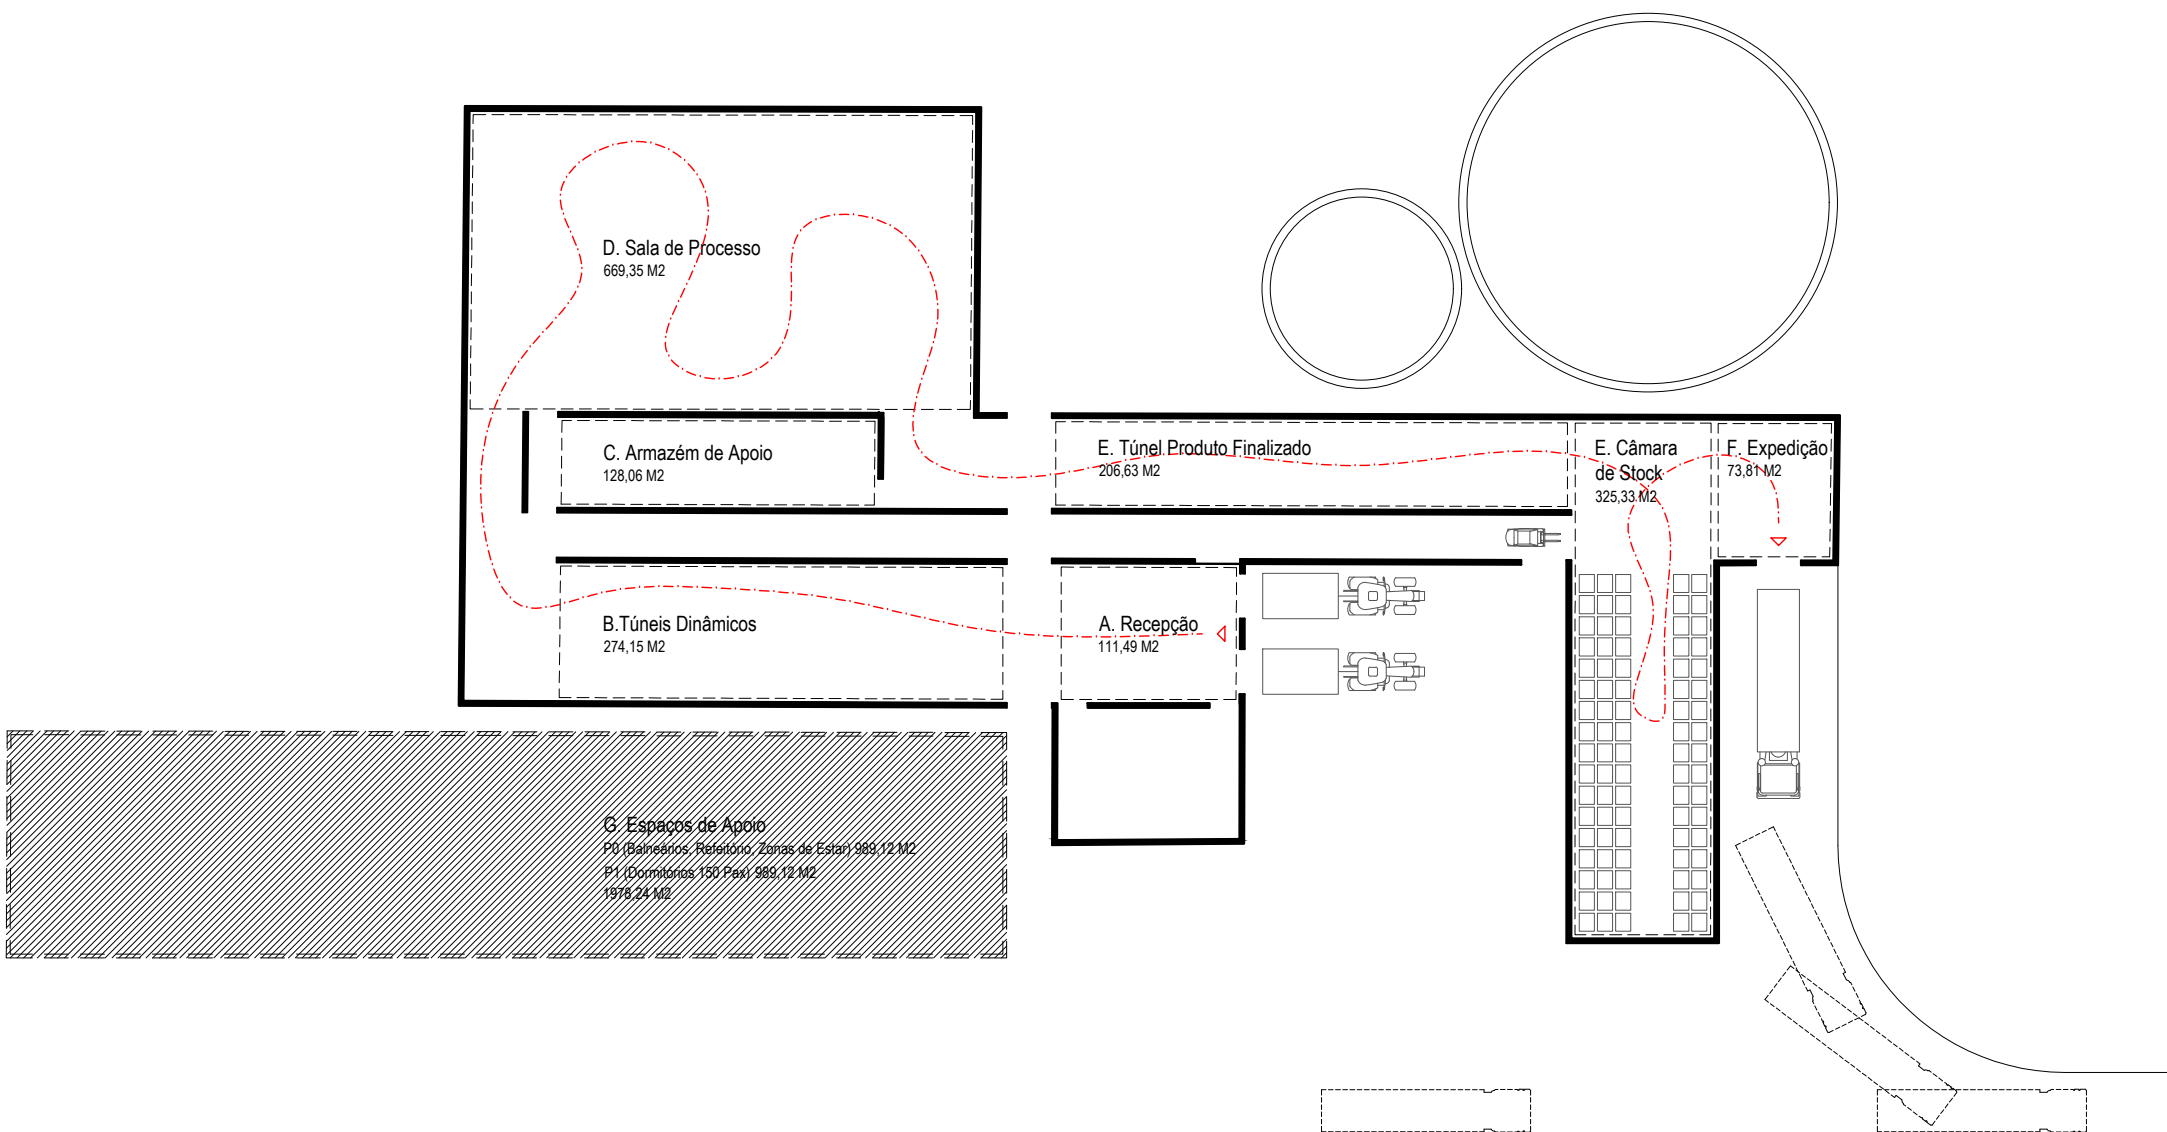 D. Sala de Processo
669,35 M2
C. Armazém de Apoio
128,06 M2
E. Túnel Produto Finalizado
206,63 M2
E. Câmara
de Stock
325,33 M2
F. Expedição
73,81 M2
B.Túneis Dinâmicos
274,15 M2
A. Recepção
111,49 M2
G. Espaços de Apoio
P0 (Balneários, Refeitório, Zonas de Estar) 989,12 M2
P1 (Dormitórios 150 Pax) 989,12 M2
1978,24 M2